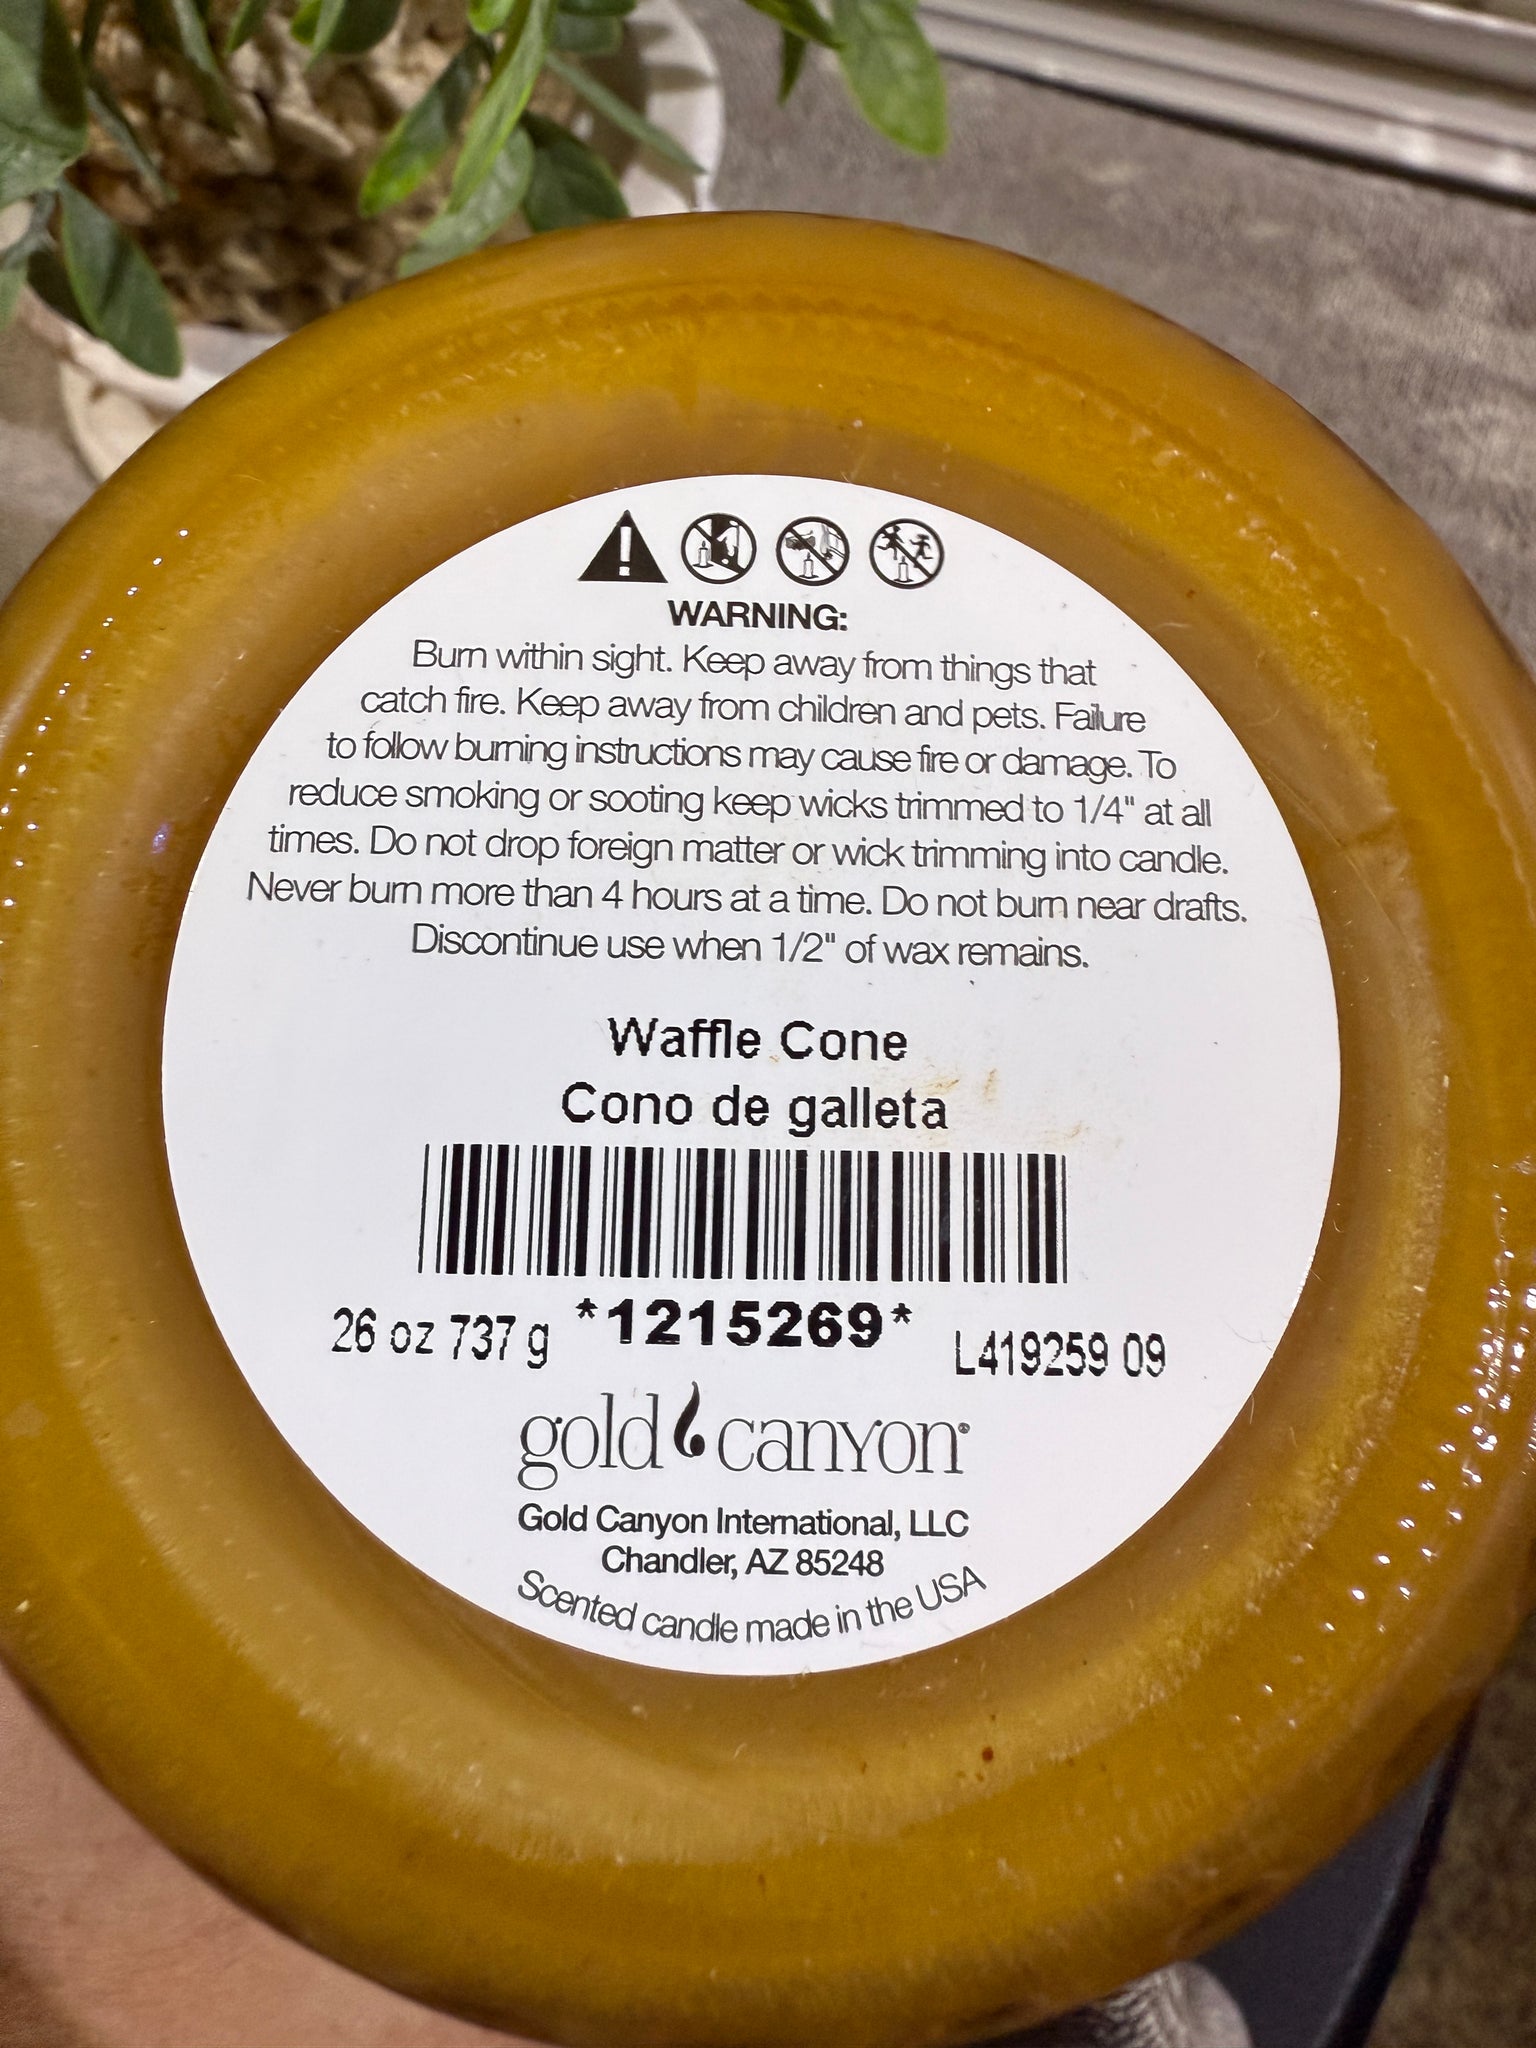 WARNING:
Burn within sight. Keep away from things that
catch fire. Keep away from children and pets. Failure
to follow burning instructions may cause fire or damage. To
reduce smoking or sooting keep wicks trimmed to 1/4" at all
times. Do not drop foreign matter or wick trimming into candle.
Never burn more than 4 hours at a time. Do not burn near drafts.
Discontinue use when 1/2" of wax remains.
Waffle Cone
Cono de galleta
26 oz 737 g *1215269* L419259 09
gold canyon®
Gold Canyon International, LLC
Chandler, AZ 85248
Scented candle made in the USA